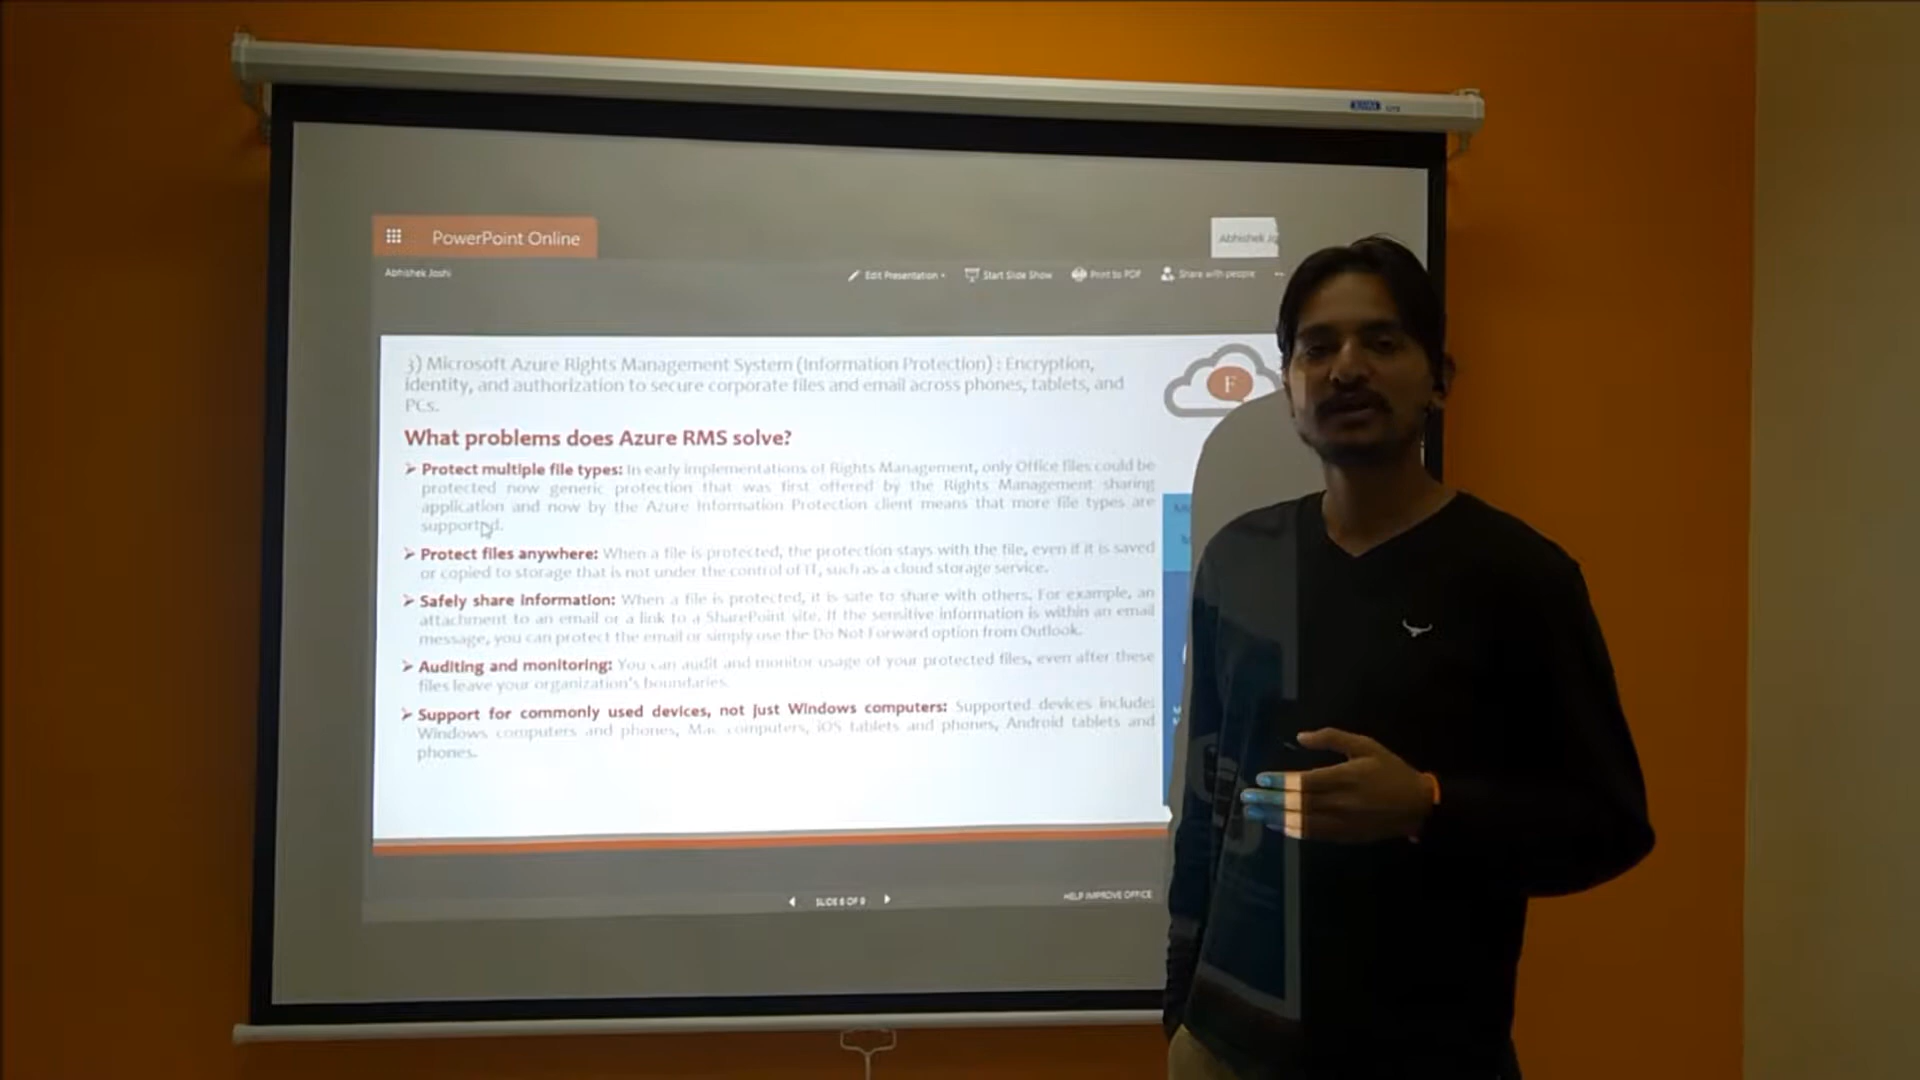 PowerPoint Online
Abhishek Jo
Abhishek Joshi
Edit Presentation
Start Slide Show
Print to PDF
Share with people
3) Microsoft Azure Rights Management System (Information Protection) : Encryption,
identity, and authorization to secure corporate files and email across phones, tablets, and
PCs.
F
What problems does Azure RMS solve?
➢ Protect multiple file types: In early implementations of Rights Management, only Office files could be
protected now generic protection that was first offered by the Rights Management sharing
application and now by the Azure Information Protection client means that more file types are
supported.
➢ Protect files anywhere: When a file is protected, the protection stays with the file, even if it is saved
or copied to storage that is not under the control of IT, such as a cloud storage service.
➢ Safely share information: When a file is protected, it is safe to share with others. For example, an
attachment to an email or a link to a SharePoint site. If the sensitive information is within an email
message, you can protect the email or simply use the Do Not Forward option from Outlook.
➢ Auditing and monitoring: You can audit and monitor usage of your protected files, even after these
files leave your organization's boundaries.
➢ Support for commonly used devices, not just Windows computers: Supported devices include:
Windows computers and phones, Mac computers, iOS tablets and phones, Android tablets and
phones.
SLIDE 6 OF 9
HELP IMPROVE OFFICE